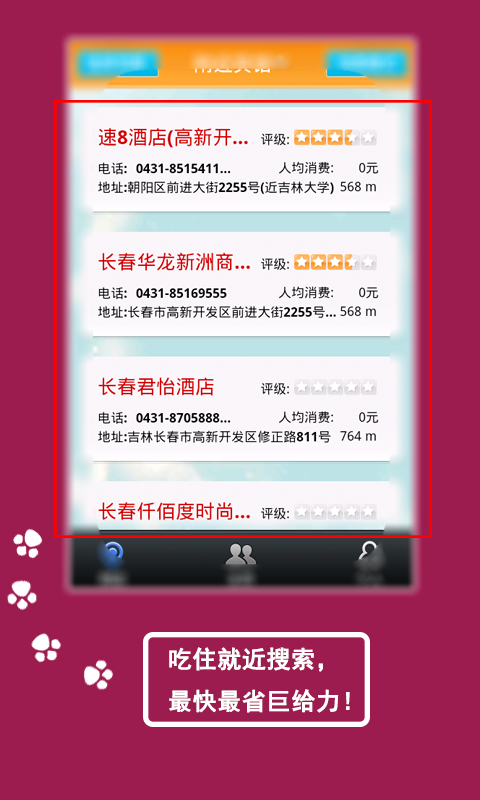 速8酒店(高新开...
评级:
电话: 0431-8515411...
人均消费: 0元
地址:朝阳区前进大街2255号(近吉林大学) 568 m
长春华龙新洲商...
评级:
电话: 0431-85169555
人均消费: 0元
地址:长春市高新开发区前进大街2255号... 568 m
长春君怡酒店
评级:
电话: 0431-8705888...
人均消费: 0元
地址:吉林长春市高新开发区修正路811号 764 m
长春仟佰度时尚...
评级:
吃住就近搜索，
最快最省巨给力！